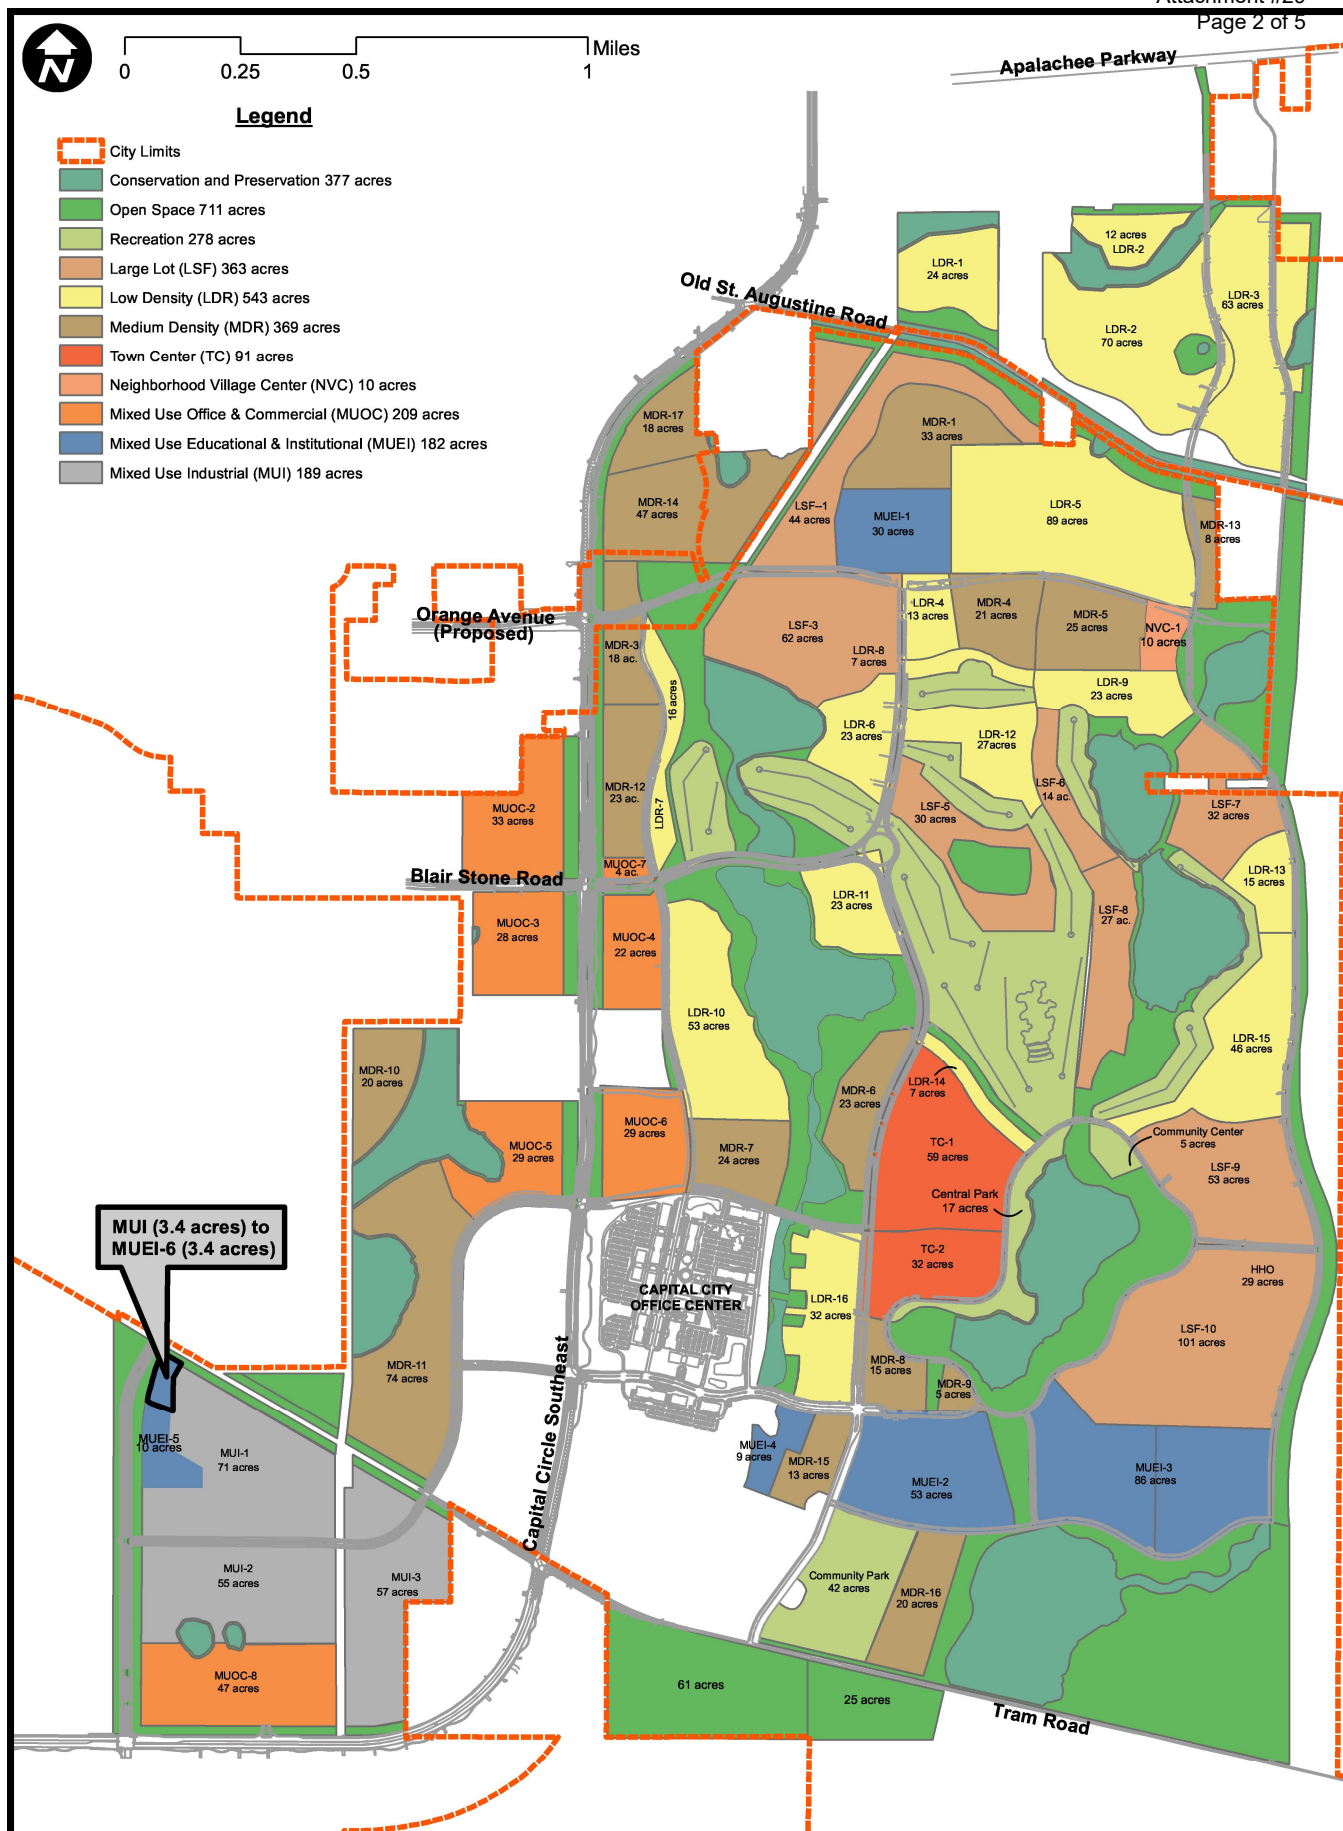 Page 2 of 5
N
0
0.25
0.5
1
Miles
Legend
City Limits
Conservation and Preservation 377 acres
Open Space 711 acres
Recreation 278 acres
Large Lot (LSF) 363 acres
Low Density (LDR) 543 acres
Medium Density (MDR) 369 acres
Town Center (TC) 91 acres
Neighborhood Village Center (NVC) 10 acres
Mixed Use Office & Commercial (MUOC) 209 acres
Mixed Use Educational & Institutional (MUEI) 182 acres
Mixed Use Industrial (MUI) 189 acres
Apalachee Parkway
Old St. Augustine Road
12 acres
LDR-2
LDR-1
24 acres
LDR-3
63 acres
LDR-2
70 acres
MDR-17
18 acres
MDR-1
33 acres
MDR-14
47 acres
LSF--1
44 acres
MUEI-1
30 acres
LDR-5
89 acres
MDR-13
8 acres
Orange Avenue
(Proposed)
LSF-3
62 acres
LDR-4
13 acres
MDR-4
21 acres
MDR-5
25 acres
NVC-1
10 acres
MDR-3
18 ac.
LDR-8
7 acres
16 acres
LDR-7
LDR-9
23 acres
LDR-6
23 acres
LDR-12
27acres
MDR-12
23 ac.
LSF-6
14 ac.
LSF-5
30 acres
LSF-7
32 acres
MUOC-2
33 acres
MUOC-7
4 ac.
Blair Stone Road
LDR-13
15 acres
LDR-11
23 acres
LSF-8
27 ac.
MUOC-3
28 acres
MUOC-4
22 acres
LDR-10
53 acres
LDR-15
46 acres
MDR-10
20 acres
MDR-6
23 acres
LDR-14
7 acres
MUOC-6
29 acres
MUOC-5
29 acres
MDR-7
24 acres
TC-1
59 acres
Community Center
5 acres
LSF-9
53 acres
Central Park
17 acres
MUI (3.4 acres) to
MUEI-6 (3.4 acres)
TC-2
32 acres
HHO
29 acres
CAPITAL CITY
OFFICE CENTER
LDR-16
32 acres
LSF-10
101 acres
MDR-11
74 acres
MDR-8
15 acres
MDR-9
5 acres
Capital Circle Southeast
MUEI-5
10 acres
MUI-1
71 acres
MUEI-4
9 acres
MDR-15
13 acres
MUEI-2
53 acres
MUEI-3
86 acres
MUI-2
55 acres
MUI-3
57 acres
Community Park
42 acres
MDR-16
20 acres
MUOC-8
47 acres
61 acres
25 acres
Tram Road